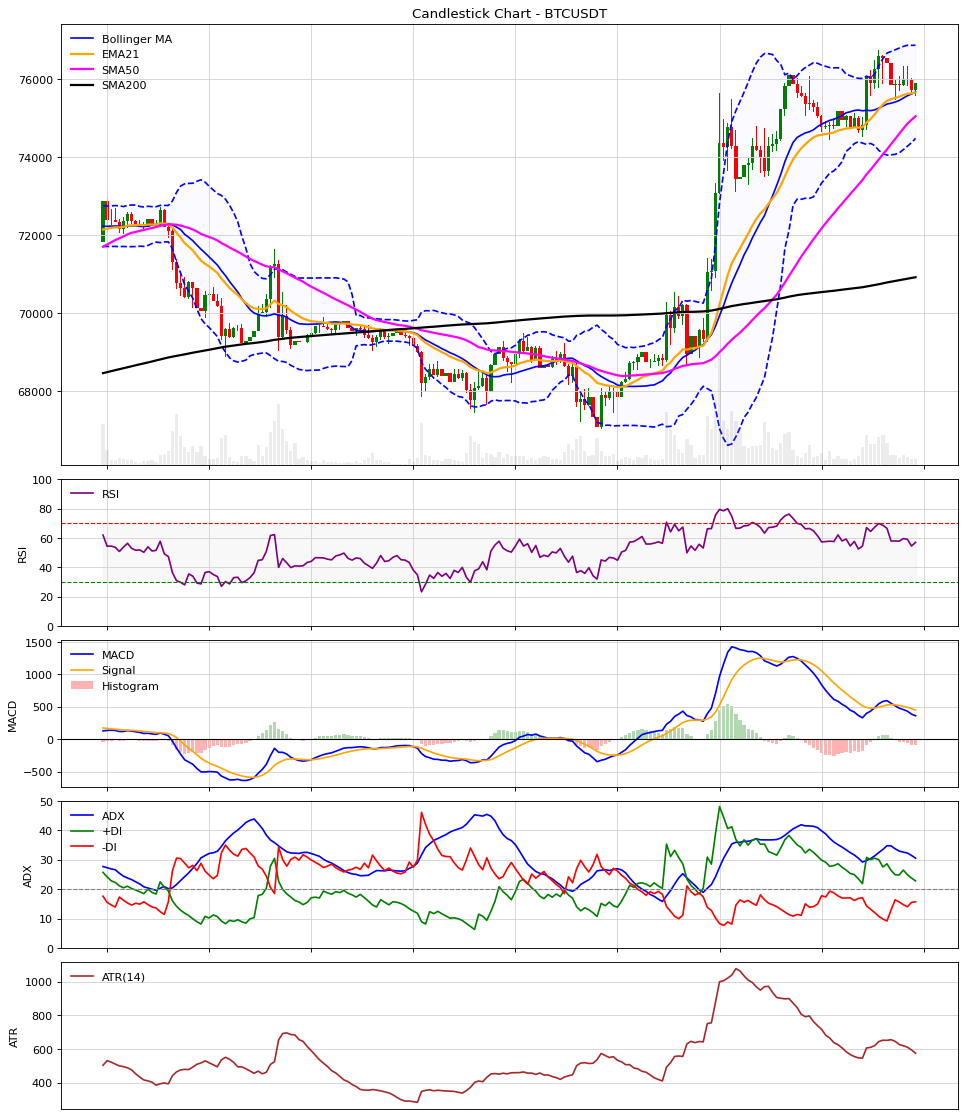 Candlestick Chart - BTCUSDT
Bollinger MA
EMA21
SMA50
SMA200
76000
74000
72000
70000
68000
RSI
100
80
60
40
20
0
RSI
MACD
Signal
Histogram
1500
1000
500
0
−500
MACD
ADX
+DI
-DI
50
40
30
20
10
0
ADX
ATR(14)
1000
800
600
400
ATR